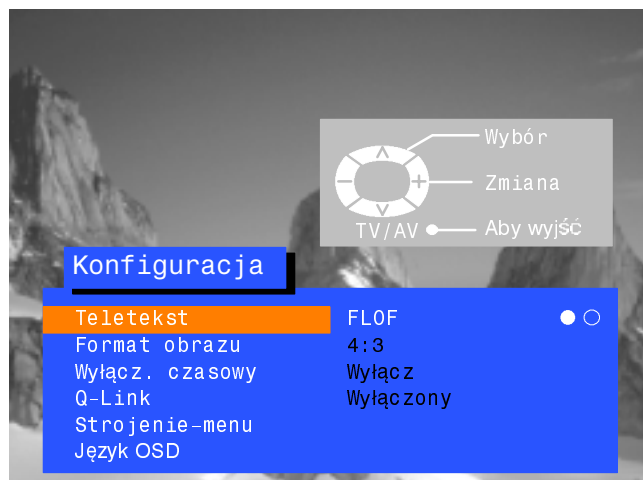 Wybór
Zmiana
TV/AV Aby wyjść
Konfiguracja
Teletekst FLOF
Format obrazu 4:3
Wyłącz. czasowy Wyłącz
Q-Link Wyłączony
Strojenie-menu
Język OSD